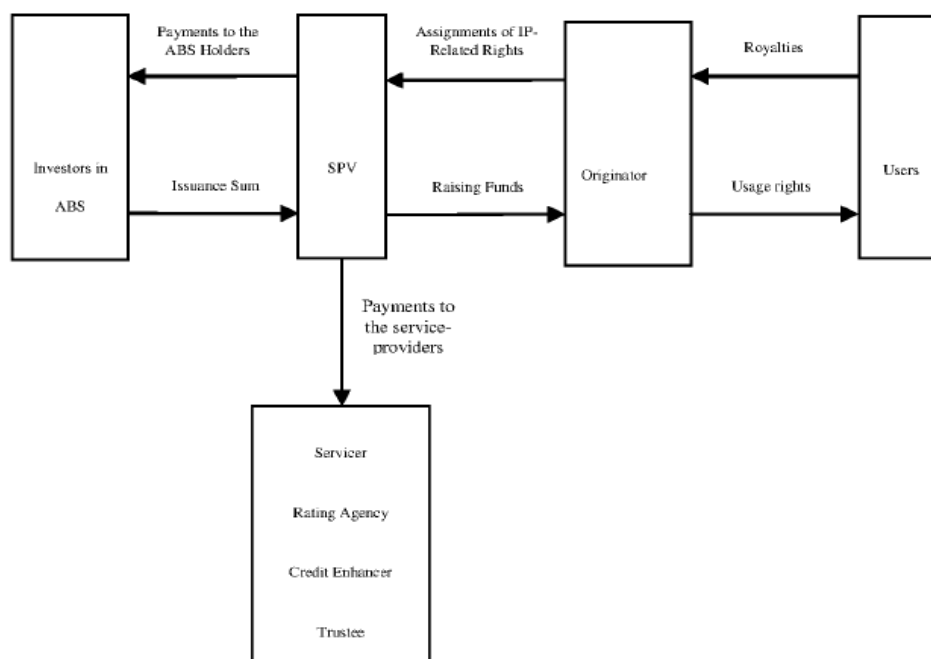 Payments to the
ABS Holders
Assignments of IP-
Related Rights
Royalties
Investors in
ABS
Issuance Sum
SPV
Raising Funds
Originator
Usage rights
Users
Payments to
the service-
providers
Servicer
Rating Agency
Credit Enhancer
Trustee